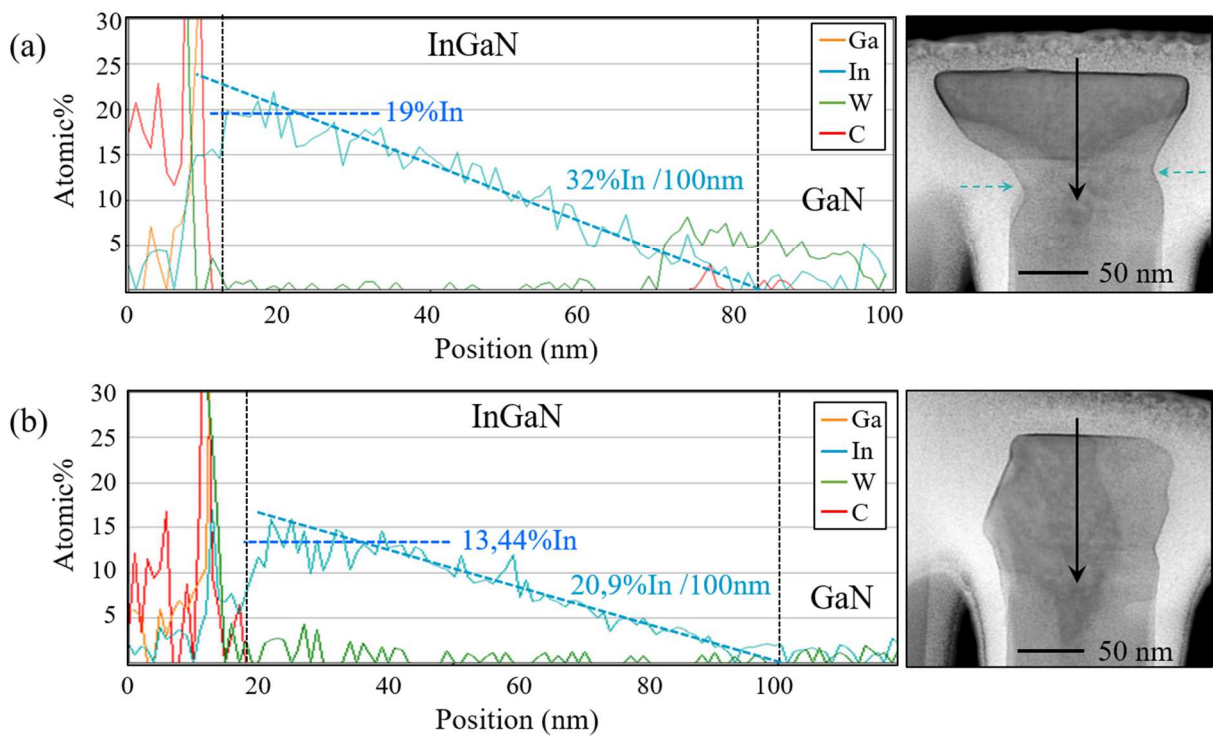 (a)
30
25
20
15
10
5
Atomic%
InGaN
19%In
32%In /100nm
GaN
Ga
In
W
C
0
20
40
60
80
100
Position (nm)
50 nm
(b)
30
25
20
15
10
5
Atomic%
InGaN
13,44%In
20,9%In /100nm
GaN
Ga
In
W
C
0
20
40
60
80
100
Position (nm)
50 nm